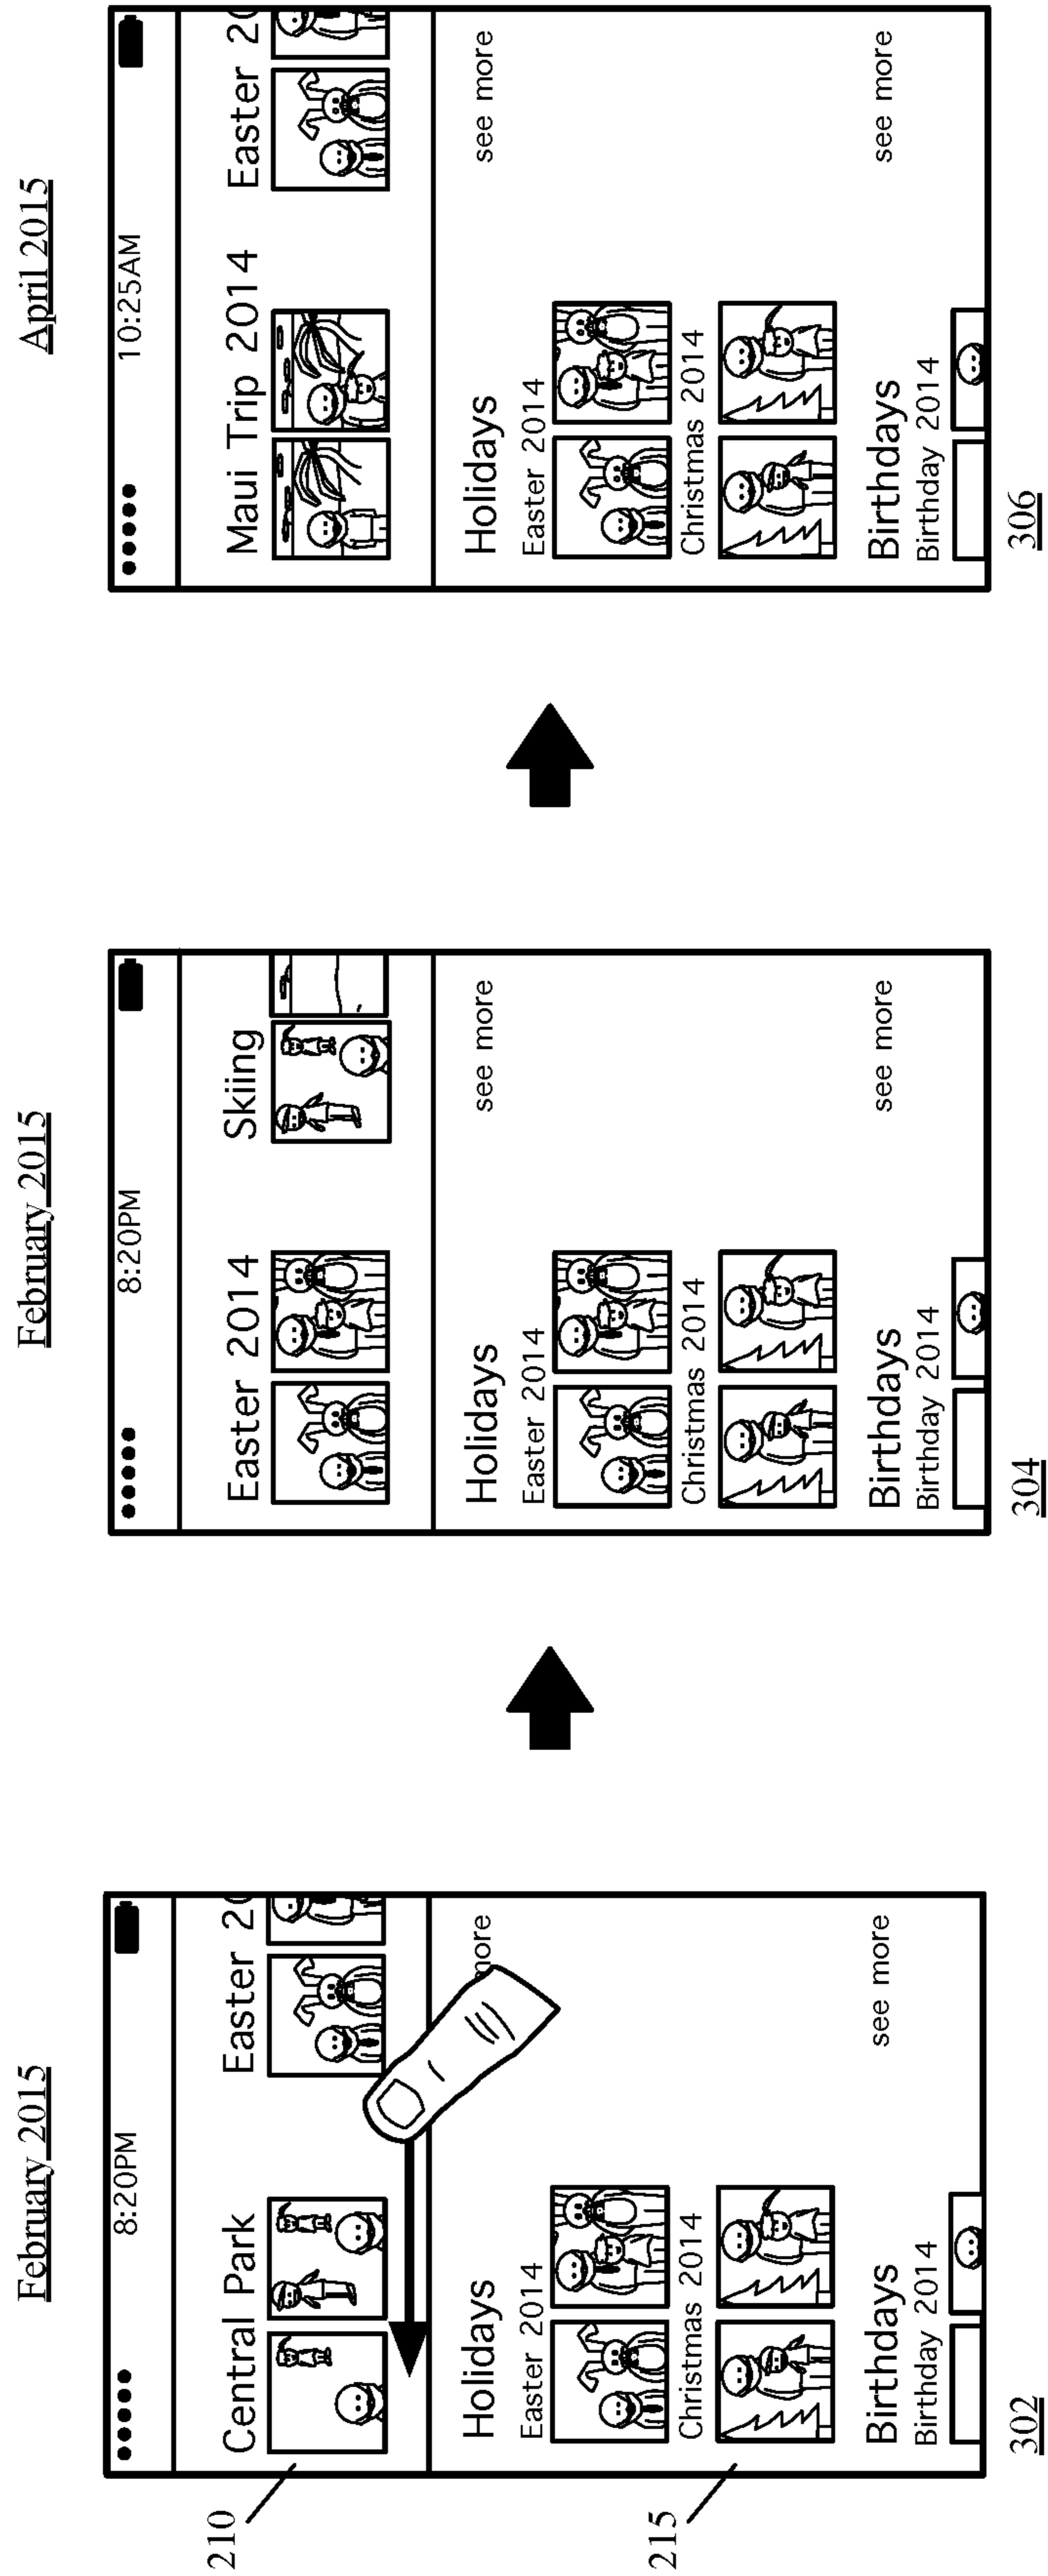 February 2015
8:20PM
Central Park Easter 20
Holidays more
Easter 2014
Christmas 2014
Birthdays see more
Birthday 2014
210
215
302
February 2015
8:20PM
Easter 2014 Skiing
Holidays see more
Easter 2014
Christmas 2014
Birthdays see more
Birthday 2014
304
April 2015
10:25AM
Maui Trip 2014 Easter 20
Holidays see more
Easter 2014
Christmas 2014
Birthdays see more
Birthday 2014
306